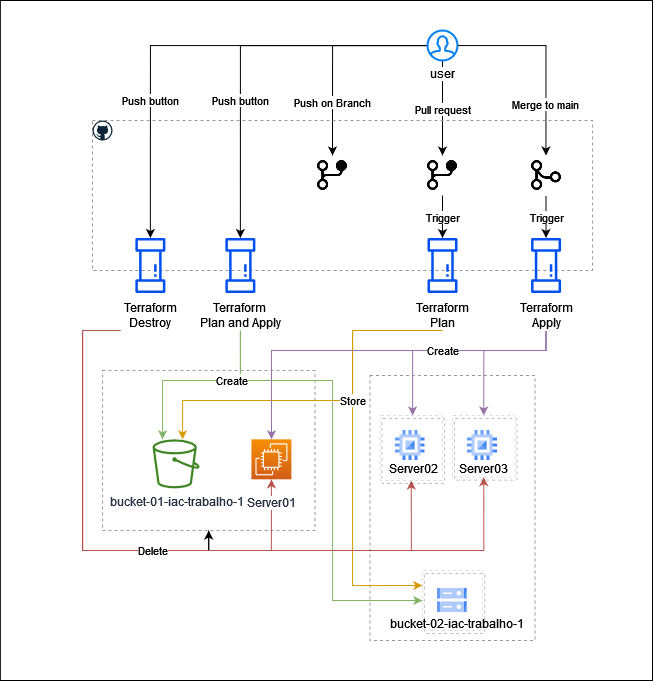 user
Push button
Push button
Push on Branch
Pull request
Merge to main
Trigger
Trigger
Terraform
Destroy
Terraform
Plan and Apply
Terraform
Plan
Terraform
Apply
Create
Create
Store
Server02
Server03
bucket-01-iac-trabalho-1
Server01
Delete
bucket-02-iac-trabalho-1